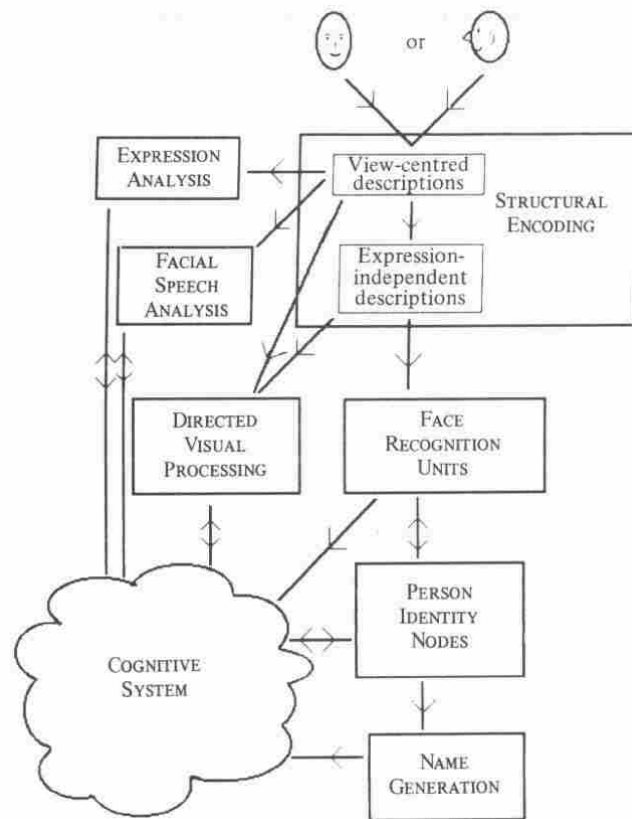 or
View-centred
descriptions
STRUCTURAL
ENCODING
EXPRESSION
ANALYSIS
Expression-
independent
descriptions
FACIAL
SPEECH
ANALYSIS
DIRECTED
VISUAL
PROCESSING
FACE
RECOGNITION
UNITS
PERSON
IDENTITY
NODES
COGNITIVE
SYSTEM
NAME
GENERATION